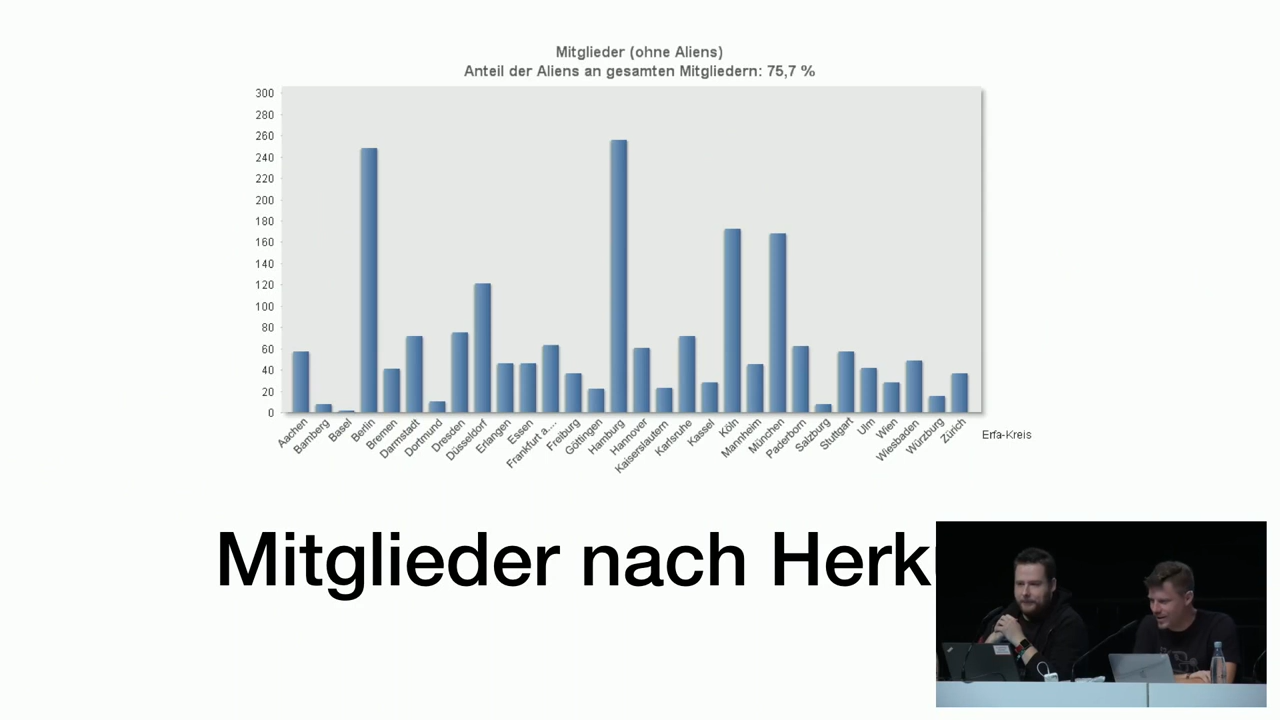 Mitglieder (ohne Aliens)
Anteil der Aliens an gesamten Mitgliedern: 75,7 %
300
280
260
240
220
200
180
160
140
120
100
80
60
40
20
0
Aachen
Bamberg
Basel
Berlin
Bremen
Darmstadt
Dortmund
Dresden
Düsseldorf
Erlangen
Essen
Frankfurt a....
Freiburg
Göttingen
Hamburg
Hannover
Kaiserslautern
Karlsruhe
Kassel
Köln
Mannheim
München
Paderborn
Salzburg
Stuttgart
Ulm
Wien
Wiesbaden
Würzburg
Zürich
Erfa-Kreis
Mitglieder nach Herk